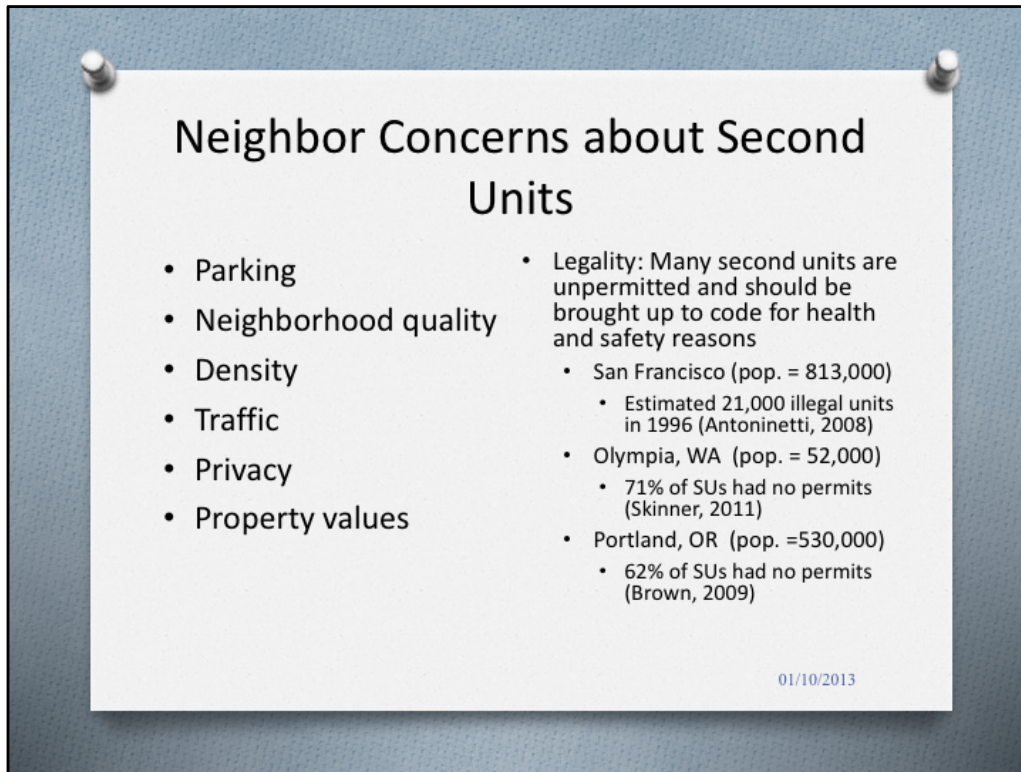 Neighbor Concerns about Second
Units
• Parking
• Neighborhood quality
• Density
• Traffic
• Privacy
• Property values
• Legality: Many second units are
unpermitted and should be
brought up to code for health
and safety reasons
• San Francisco (pop. = 813,000)
• Estimated 21,000 illegal units
in 1996 (Antoninetti, 2008)
• Olympia, WA (pop. = 52,000)
• 71% of SUs had no permits
(Skinner, 2011)
• Portland, OR (pop. =530,000)
• 62% of SUs had no permits
(Brown, 2009)
01/10/2013